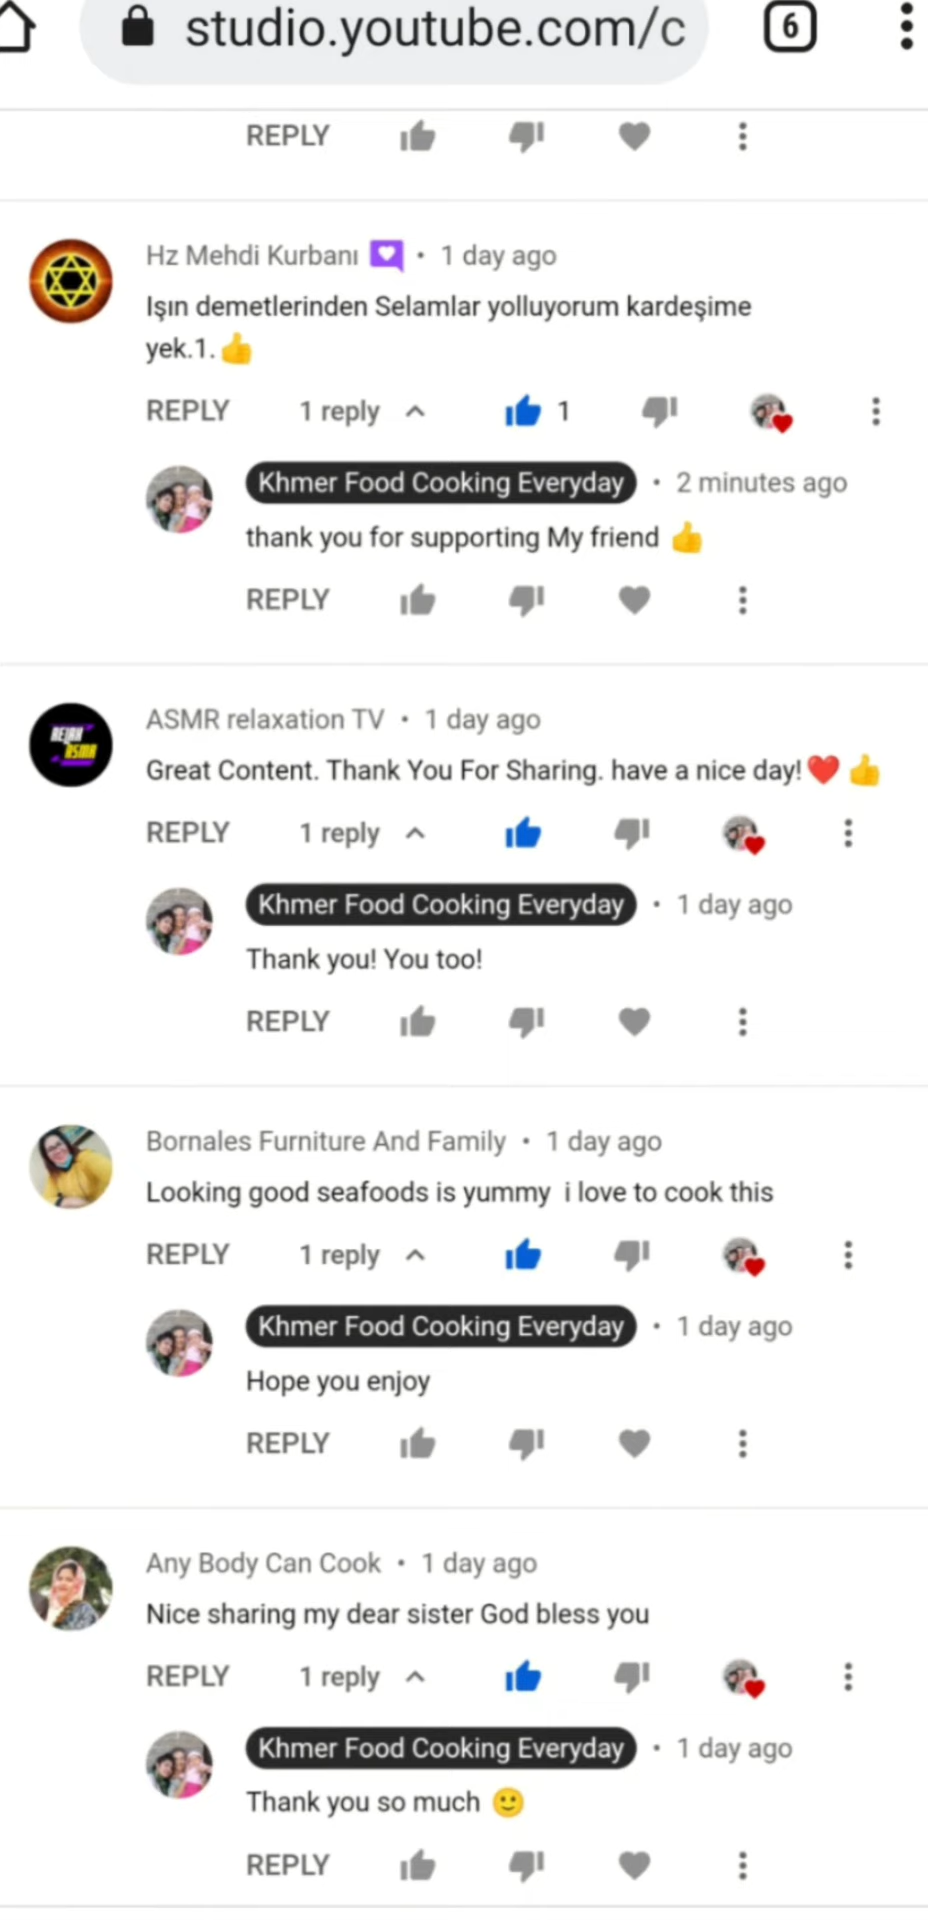 studio.youtube.com/c
6
REPLY
Hz Mehdi Kurbanı • 1 day ago
Işın demetlerinden Selamlar yolluyorum kardeşime
yek.1.👍
REPLY 1 reply 1
Khmer Food Cooking Everyday • 2 minutes ago
thank you for supporting My friend 👍
REPLY
RELAX
ASMR
ASMR relaxation TV • 1 day ago
Great Content. Thank You For Sharing. have a nice day!❤️👍
REPLY 1 reply
Khmer Food Cooking Everyday • 1 day ago
Thank you! You too!
REPLY
Bornales Furniture And Family • 1 day ago
Looking good seafoods is yummy i love to cook this
REPLY 1 reply
Khmer Food Cooking Everyday • 1 day ago
Hope you enjoy
REPLY
Any Body Can Cook • 1 day ago
Nice sharing my dear sister God bless you
REPLY 1 reply
Khmer Food Cooking Everyday • 1 day ago
Thank you so much 🙂
REPLY